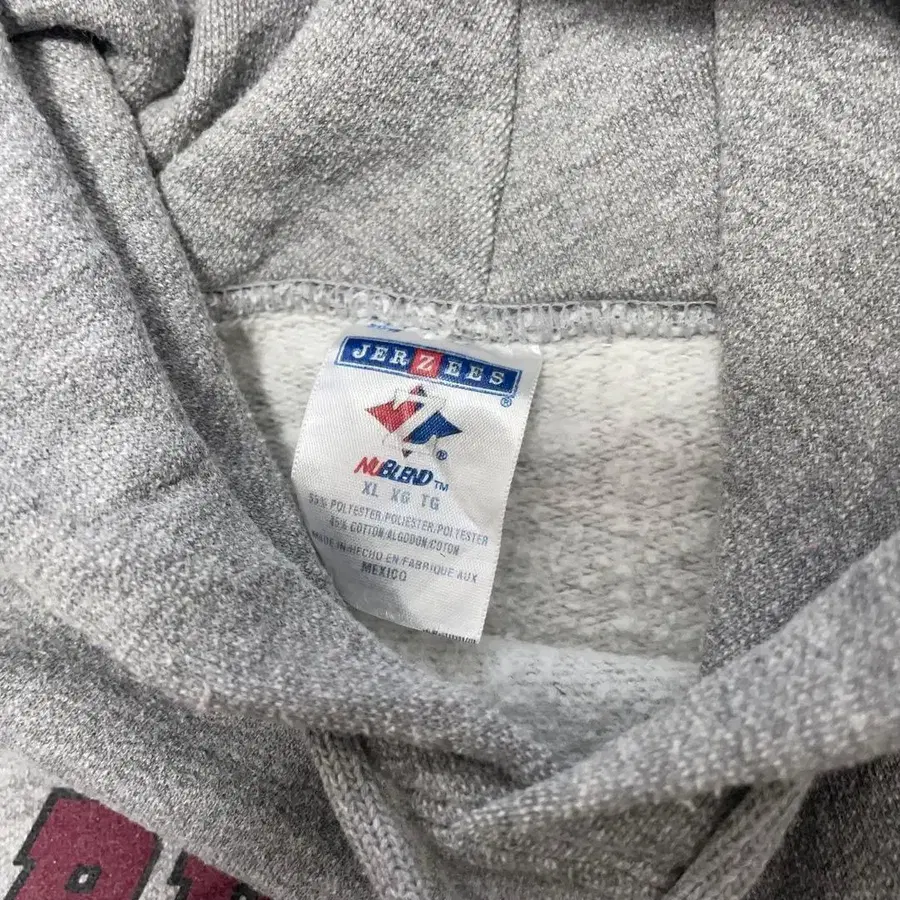 JERZEES®
®
NUBLEND™
XL XG TG
55% POLYESTER/POLIESTER/POLYESTER
45% COTTON/ALGODON/COTON
MADE IN/HECHO EN/FABRIQUE AUX
MEXICO